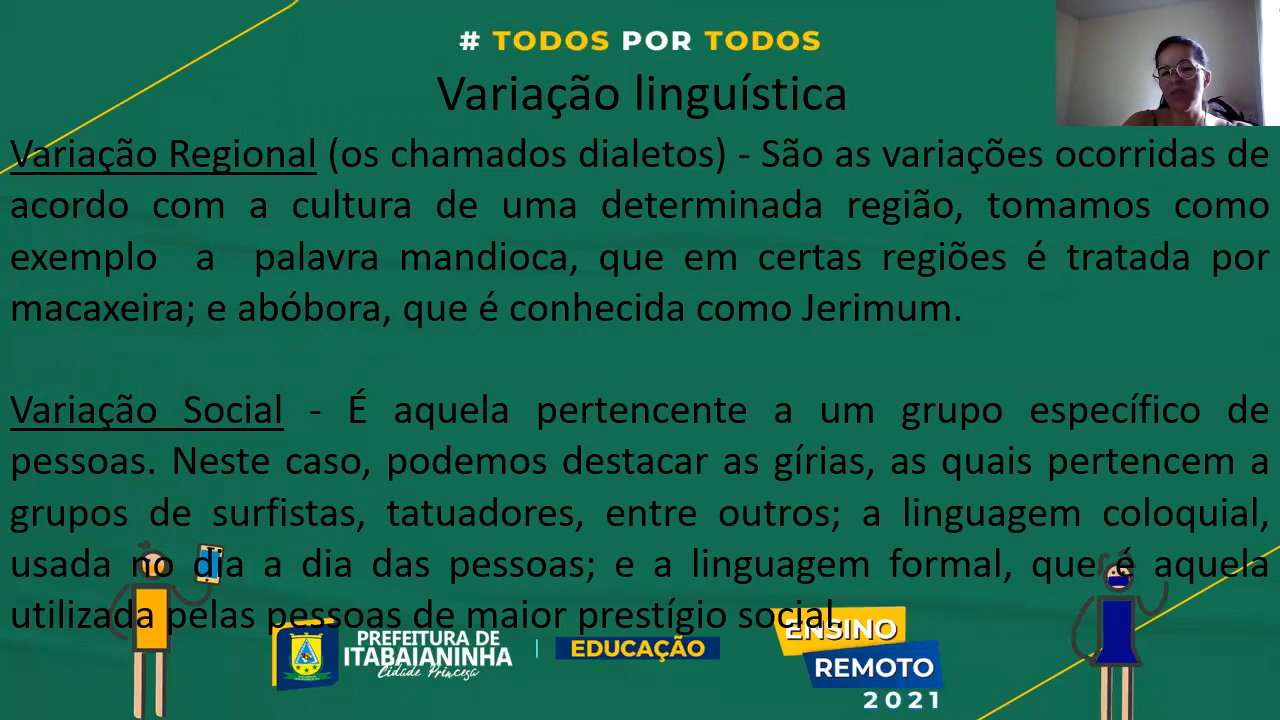 # TODOS POR TODOS
Variação linguística
Variação Regional (os chamados dialetos) - São as variações ocorridas de
acordo com a cultura de uma determinada região, tomamos como
exemplo a palavra mandioca, que em certas regiões é tratada por
macaxeira; e abóbora, que é conhecida como Jerimum.
Variação Social - É aquela pertencente a um grupo específico de
pessoas. Neste caso, podemos destacar as gírias, as quais pertencem a
grupos de surfistas, tatuadores, entre outros; a linguagem coloquial,
usada no dia a dia das pessoas; e a linguagem formal, que é aquela
utilizada pelas pessoas de maior prestígio social.
PREFEITURA DE
ITABAIANINHA
Cidade Princesa
EDUCAÇÃO
ENSINO
REMOTO
2021